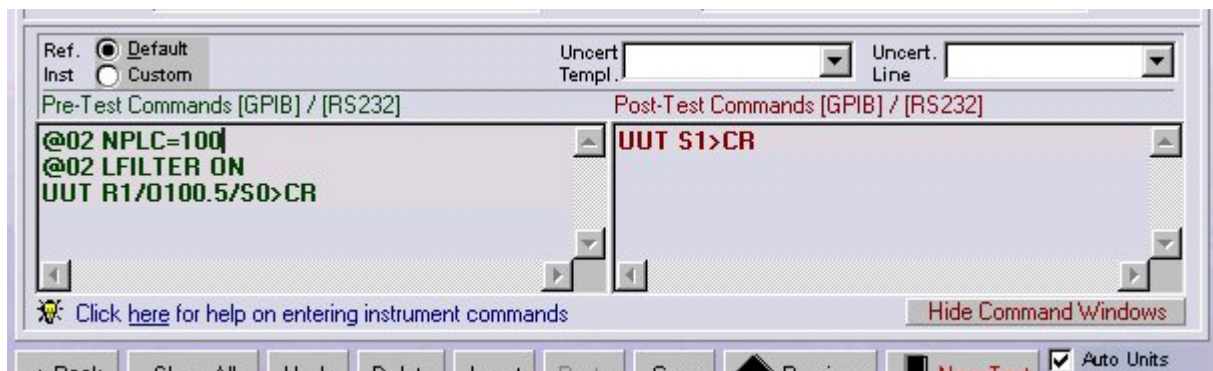 Ref. Default Uncert Uncert.
Inst Custom Templ. Line
Pre-Test Commands [GPIB] / [RS232] Post-Test Commands [GPIB] / [RS232]
@02 NPLC=100 UUT S1>CR
@02 LFILTER ON
UUT R1/O100.5/S0>CR
Click here for help on entering instrument commands Hide Command Windows
Auto Units